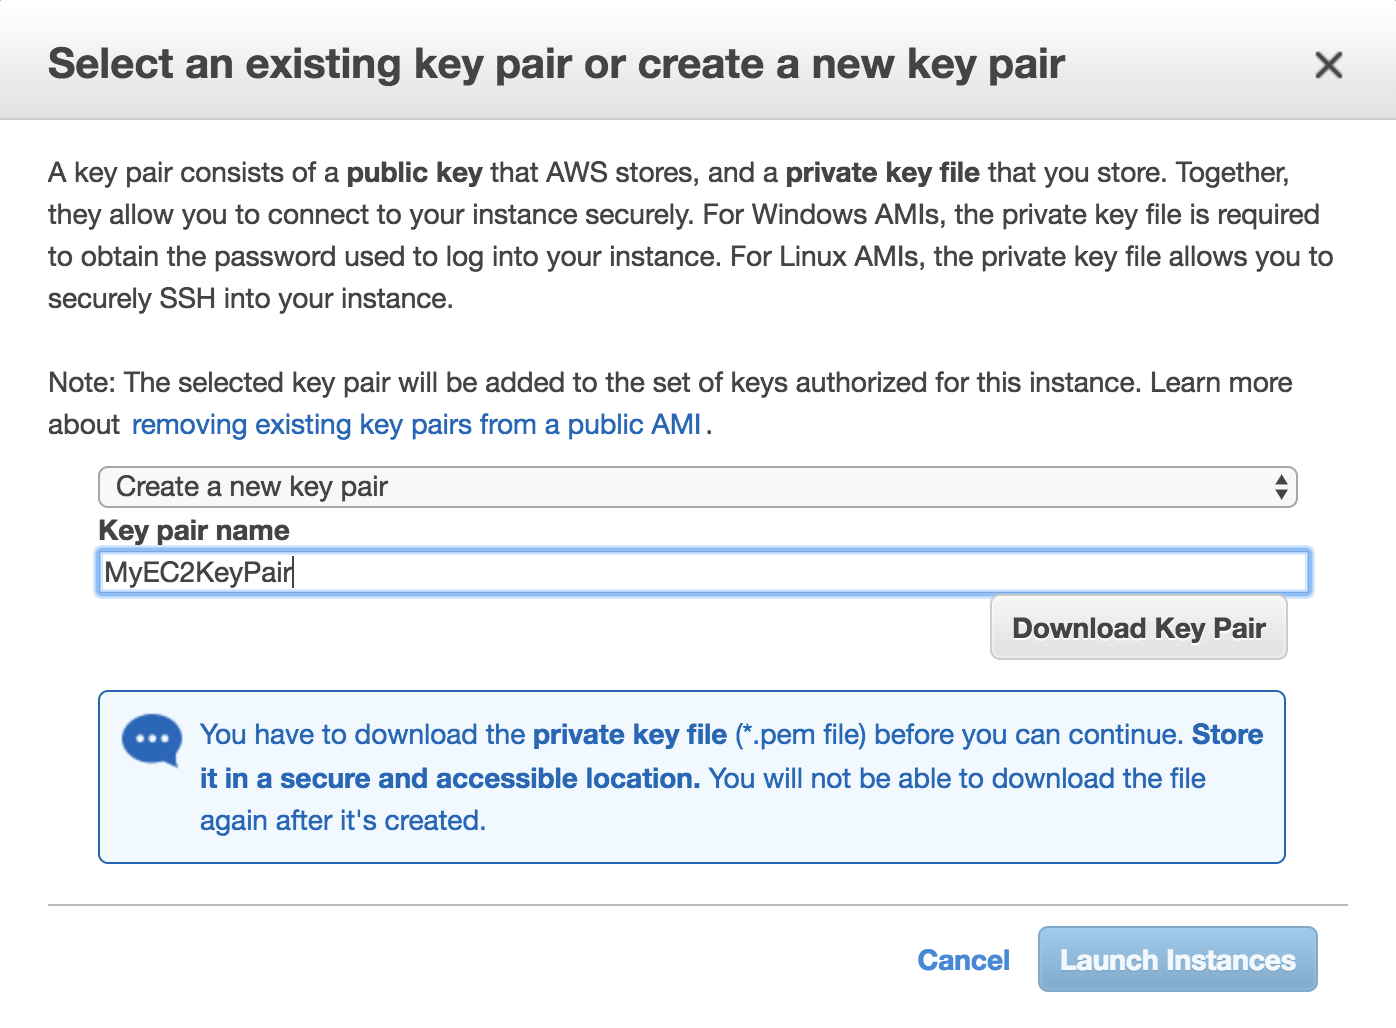 Select an existing key pair or create a new key pair
A key pair consists of a public key that AWS stores, and a private key file that you store. Together,
they allow you to connect to your instance securely. For Windows AMIs, the private key file is required
to obtain the password used to log into your instance. For Linux AMIs, the private key file allows you to
securely SSH into your instance.
Note: The selected key pair will be added to the set of keys authorized for this instance. Learn more
about removing existing key pairs from a public AMI.
Create a new key pair
Key pair name
MyEC2KeyPair
Download Key Pair
You have to download the private key file (*.pem file) before you can continue. Store
it in a secure and accessible location. You will not be able to download the file
again after it's created.
Cancel Launch Instances